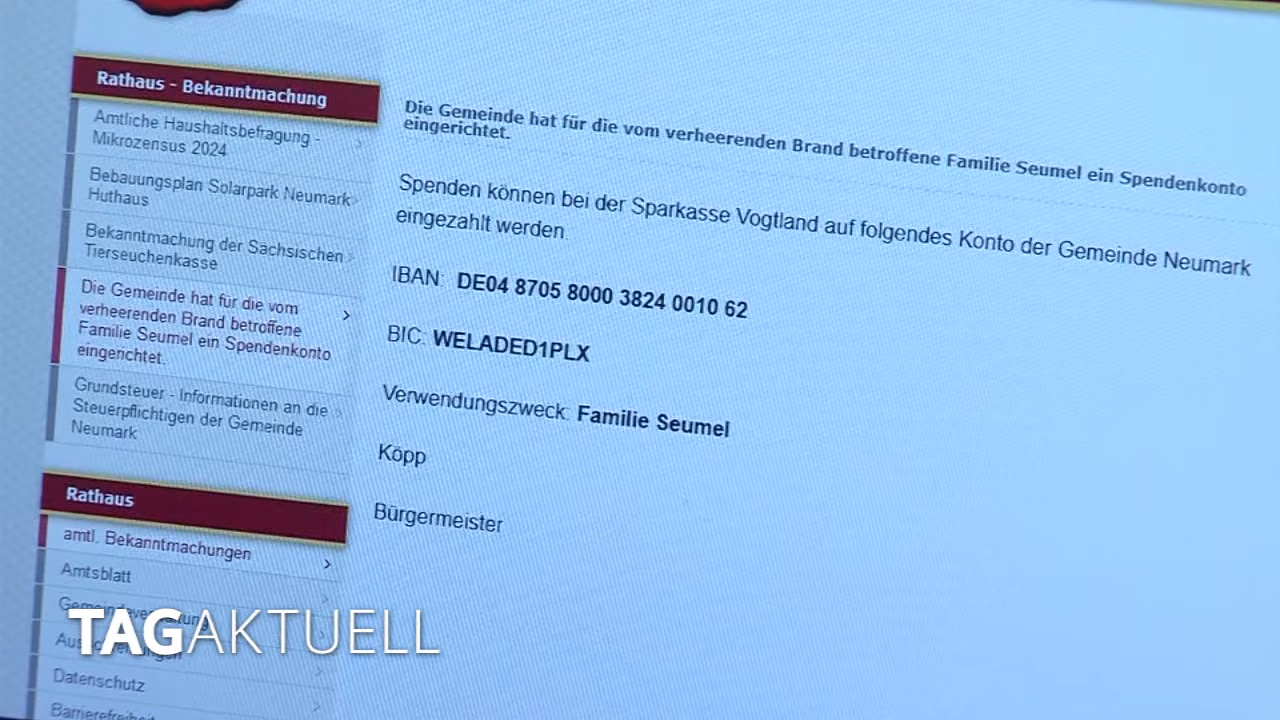 Rathaus - Bekanntmachung
Amtliche Haushaltsbefragung -
Mikrozensus 2024
Bebauungsplan Solarpark Neumark
Huthaus
Bekanntmachung der Sächsischen
Tierseuchenkasse
Die Gemeinde hat für die vom
verheerenden Brand betroffene
Familie Seumel ein Spendenkonto
eingerichtet.
Grundsteuer - Informationen an die
Steuerpflichtigen der Gemeinde
Neumark
Rathaus
amtl. Bekanntmachungen
Amtsblatt
Datenschutz
Die Gemeinde hat für die vom verheerenden Brand betroffene Familie Seumel ein Spendenkonto
eingerichtet.
Spenden können bei der Sparkasse Vogtland auf folgendes Konto der Gemeinde Neumark
eingezahlt werden.
IBAN: DE04 8705 8000 3824 0010 62
BIC: WELADED1PLX
Verwendungszweck: Familie Seumel
Köpp
Bürgermeister
TAGAKTUELL